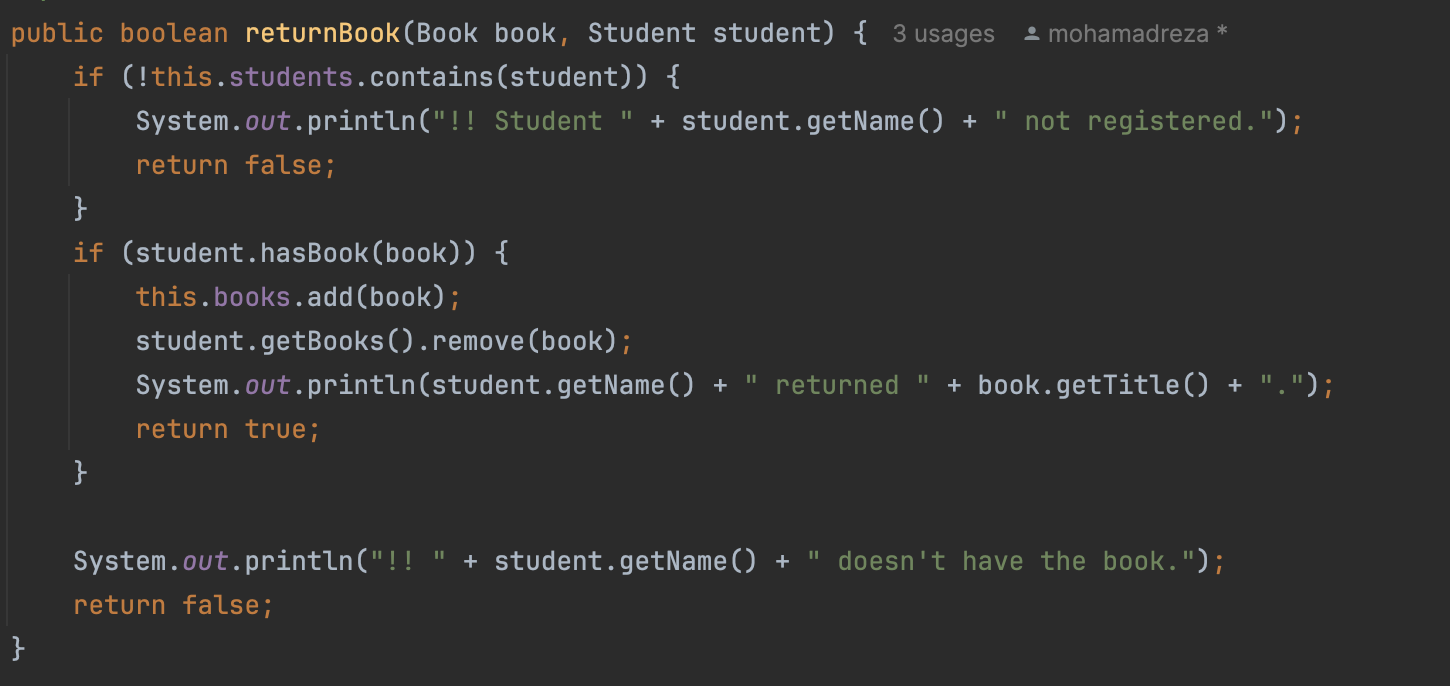 public boolean returnBook(Book book, Student student) { 3 usages mohamadreza *
if (!this.students.contains(student)) {
System.out.println("!! Student " + student.getName() + " not registered.");
return false;
}
if (student.hasBook(book)) {
this.books.add(book);
student.getBooks().remove(book);
System.out.println(student.getName() + " returned " + book.getTitle() + ".");
return true;
}
System.out.println("!! " + student.getName() + " doesn't have the book.");
return false;
}